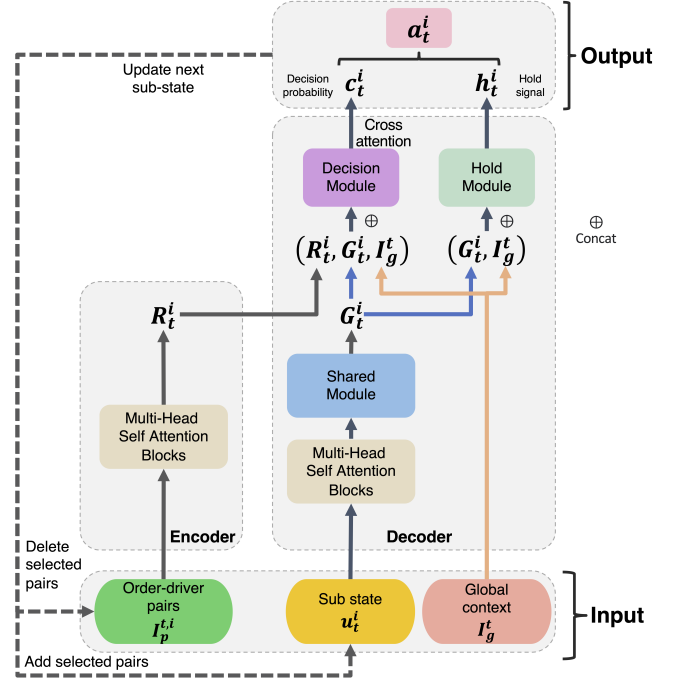 a_t^i
Output
Update next
sub-state
Decision
probability
c_t^i
h_t^i
Hold
signal
Cross
attention
Decision
Module
Hold
Module
⊕
⊕
⊕
Concat
(R_t^i, G_t^i, I_g^t)
(G_t^i, I_g^t)
R_t^i
G_t^i
Shared
Module
Multi-Head
Self Attention
Blocks
Multi-Head
Self Attention
Blocks
Encoder
Decoder
Delete
selected
pairs
Order-driver
pairs
I_p^{t,i}
Sub state
u_t^i
Global
context
I_g^t
Input
Add selected pairs